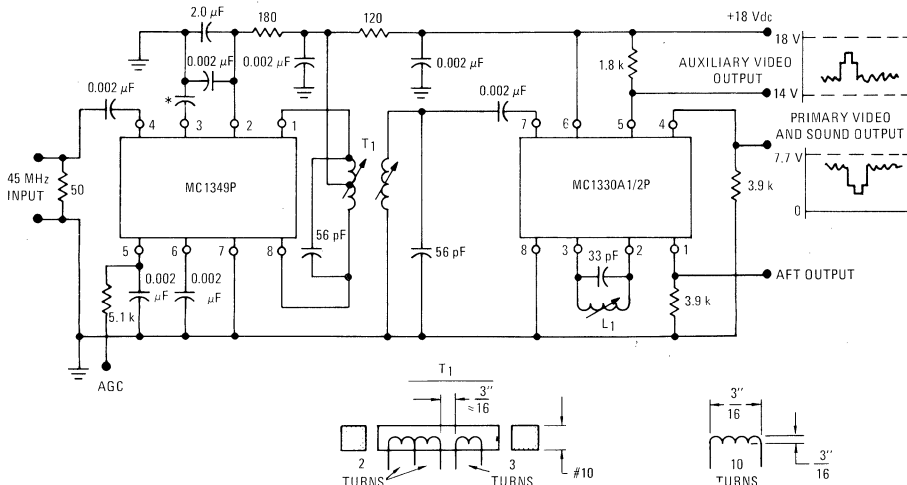 2.0 µF
180
120
+18 Vdc
18 V
0.002
µF
0.002 µF
0.002 µF
1.8 k
AUXILIARY VIDEO
OUTPUT
14 V
0.002 µF
*
0.002 µF
4
3
2
1
T1
7
6
5
4
PRIMARY VIDEO
AND SOUND OUTPUT
7.7 V
0
45 MHz
INPUT
50
MC1349P
MC1330A1/2P
3.9 k
56 pF
56 pF
5
6
7
8
8
3
2
1
33 pF
AFT OUTPUT
0.002
µF
0.002
µF
5.1 k
L1
3.9 k
AGC
T1
3"
≈ 16
3"
16
2
TURNS
3
TURNS
#10
10
TURNS
3"
16